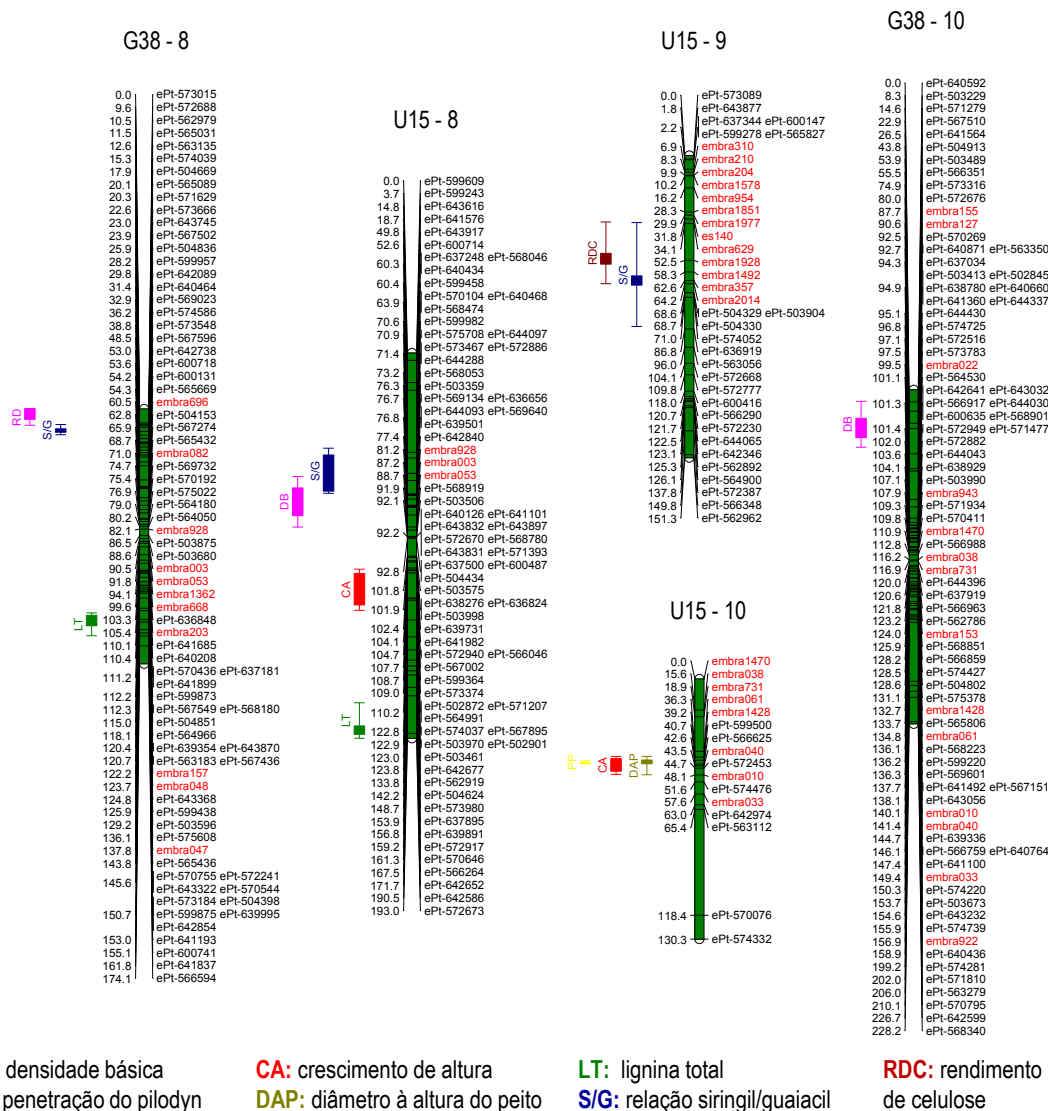 G38 - 8
0.0 ePt-573015
9.6 ePt-572688
10.5 ePt-562979
11.5 ePt-565031
12.6 ePt-563135
15.3 ePt-574039
17.9 ePt-504669
20.1 ePt-565089
20.3 ePt-571629
22.6 ePt-573666
23.0 ePt-643745
23.9 ePt-567502
25.9 ePt-504836
28.2 ePt-599957
29.8 ePt-642089
31.4 ePt-640464
32.9 ePt-569023
36.2 ePt-574586
38.8 ePt-573548
48.5 ePt-567596
53.0 ePt-642738
53.6 ePt-600718
54.2 ePt-600131
54.3 ePt-565669
60.5 embra696
62.8 ePt-504153
65.9 ePt-567274
68.7 ePt-565432
71.0 embra082
74.7 ePt-569732
75.4 ePt-570192
76.9 ePt-575022
79.0 ePt-564180
80.2 ePt-564050
82.1 embra928
86.5 ePt-503875
88.6 ePt-503680
90.5 embra003
91.8 embra053
94.1 embra1362
99.6 embra668
103.3 ePt-636848
105.4 embra203
110.1 ePt-641685
110.4 ePt-640208
111.2 ePt-570436 ePt-637181
ePt-641899
112.2 ePt-599873
112.3 ePt-567549 ePt-568180
115.0 ePt-504851
118.1 ePt-564966
120.4 ePt-639354 ePt-643870
120.7 ePt-563183 ePt-567436
122.2 embra157
123.7 embra048
124.8 ePt-643368
125.9 ePt-599438
129.2 ePt-503596
136.1 ePt-575608
137.8 embra047
143.8 ePt-565436
145.6 ePt-570755 ePt-572241
ePt-643322 ePt-570544
150.7 ePt-573184 ePt-504398
ePt-599875 ePt-639995
ePt-642854
153.0 ePt-641193
155.1 ePt-600741
161.8 ePt-641837
174.1 ePt-566594
RD
S/G
LT
U15 - 8
0.0 ePt-599609
3.7 ePt-599243
14.8 ePt-643616
18.7 ePt-641576
49.8 ePt-643917
52.6 ePt-600714
60.3 ePt-637248 ePt-568046
ePt-640434
60.4 ePt-599458
63.9 ePt-570104 ePt-640468
ePt-568474
70.6 ePt-599982
70.9 ePt-575708 ePt-644097
71.4 ePt-573467 ePt-572886
ePt-644288
73.2 ePt-568053
76.3 ePt-503359
76.7 ePt-569134 ePt-636656
76.8 ePt-644093 ePt-569640
ePt-639501
77.4 ePt-642840
81.2 embra928
87.2 embra003
88.7 embra053
91.9 ePt-568919
92.1 ePt-503506
92.2 ePt-640126 ePt-641101
ePt-643832 ePt-643897
ePt-572670 ePt-568780
ePt-643831 ePt-571393
92.8 ePt-637500 ePt-600487
ePt-504434
101.8 ePt-503575
101.9 ePt-638276 ePt-636824
ePt-503998
102.4 ePt-639731
104.1 ePt-641982
104.7 ePt-572940 ePt-566046
107.7 ePt-567002
108.7 ePt-599364
109.0 ePt-573374
110.2 ePt-502872 ePt-571207
ePt-564991
122.8 ePt-574037 ePt-567895
122.9 ePt-503970 ePt-502901
123.0 ePt-503461
123.8 ePt-642677
133.8 ePt-562919
142.2 ePt-504624
148.7 ePt-573980
153.9 ePt-637895
156.8 ePt-639891
159.2 ePt-572917
161.3 ePt-570646
167.5 ePt-566264
171.7 ePt-642652
190.5 ePt-642586
193.0 ePt-572673
S/G
DB
CA
LT
U15 - 9
0.0 ePt-573089
1.8 ePt-643877
2.2 ePt-637344 ePt-600147
ePt-599278 ePt-565827
6.9 embra310
8.3 embra210
9.9 embra204
10.2 embra1578
16.2 embra954
28.3 embra1851
29.9 embra1977
31.8 es140
34.1 embra629
52.5 embra1928
58.3 embra1492
62.6 embra357
64.2 embra2014
68.6 ePt-504329 ePt-503904
68.7 ePt-504330
71.0 ePt-574052
86.8 ePt-636919
96.0 ePt-563056
104.1 ePt-572668
109.8 ePt-572777
118.0 ePt-600416
120.7 ePt-566290
121.7 ePt-572230
122.5 ePt-644065
123.1 ePt-642346
125.3 ePt-562892
126.1 ePt-564900
137.8 ePt-572387
149.8 ePt-566348
151.3 ePt-562962
RDC
S/G
U15 - 10
0.0 embra1470
15.6 embra038
18.9 embra731
36.3 embra061
39.2 embra1428
40.7 ePt-599500
42.6 ePt-566625
43.5 embra040
44.7 ePt-572453
48.1 embra010
51.6 ePt-574476
57.6 embra033
63.0 ePt-642974
65.4 ePt-563112
118.4 ePt-570076
130.3 ePt-574332
PP
CA
DAP
G38 - 10
0.0 ePt-640592
8.3 ePt-503229
14.6 ePt-571279
22.9 ePt-567510
26.5 ePt-641564
43.8 ePt-504913
53.9 ePt-503489
55.5 ePt-566351
74.9 ePt-573316
80.0 ePt-572676
87.7 embra155
90.6 embra127
92.5 ePt-570269
92.7 ePt-640871 ePt-563350
94.3 ePt-637034
ePt-503413 ePt-502845
94.9 ePt-638780 ePt-640660
ePt-641360 ePt-644337
95.1 ePt-644430
96.8 ePt-574725
97.1 ePt-572516
97.5 ePt-573783
99.5 embra022
101.1 ePt-564530
ePt-642641 ePt-643032
101.3 ePt-566917 ePt-644030
ePt-600635 ePt-568901
101.4 ePt-572949 ePt-571477
102.0 ePt-572882
103.6 ePt-644043
104.1 ePt-638929
107.1 ePt-503990
107.9 embra943
109.3 ePt-571934
109.8 ePt-570411
110.9 embra1470
112.8 ePt-566988
116.2 embra038
116.9 embra731
120.0 ePt-644396
120.6 ePt-637919
121.8 ePt-566963
123.2 ePt-562786
124.0 embra153
125.9 ePt-568851
128.2 ePt-566859
128.5 ePt-574427
128.6 ePt-504802
131.1 ePt-575378
132.7 embra1428
133.7 ePt-565806
134.8 embra061
136.1 ePt-568223
136.2 ePt-599220
136.3 ePt-569601
137.7 ePt-641492 ePt-567151
138.1 ePt-643056
140.1 embra010
141.4 embra040
144.7 ePt-639336
146.1 ePt-566759 ePt-640764
147.4 ePt-641100
149.4 embra033
150.3 ePt-574220
153.7 ePt-503673
154.6 ePt-643232
155.9 ePt-574739
156.9 embra922
158.9 ePt-640436
199.2 ePt-574281
202.0 ePt-571810
206.0 ePt-563279
210.1 ePt-570795
226.7 ePt-642599
228.2 ePt-568340
DB
densidade básica CA: crescimento de altura LT: lignina total RDC: rendimento
penetração do pilodyn DAP: diâmetro à altura do peito S/G: relação siringil/guaiacil de celulose